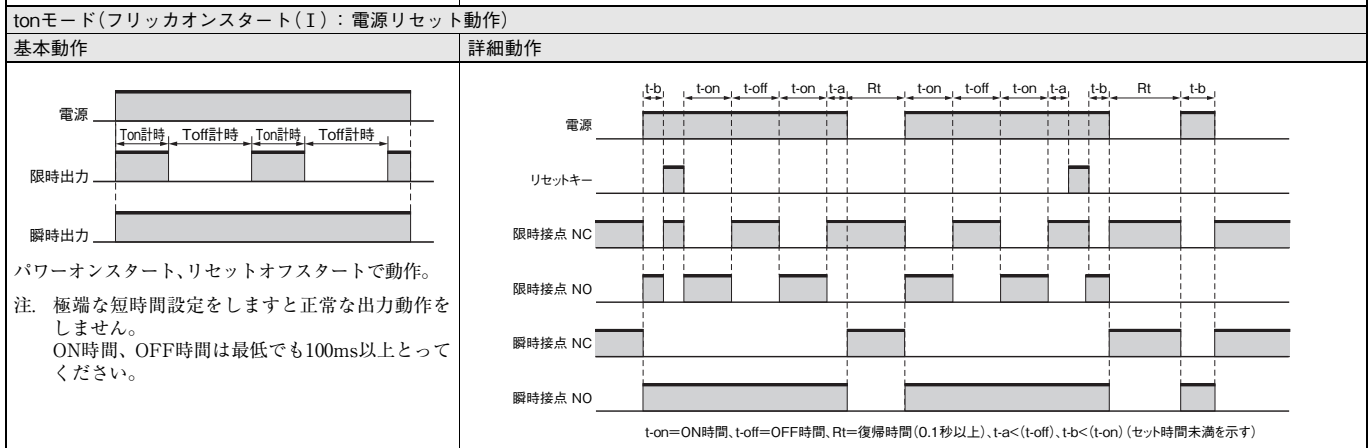 tonモード(フリッカオンスタート(Ⅰ):電源リセット動作)
基本動作
詳細動作
電源
Ton計時 Toff計時 Ton計時 Toff計時
限時出力
瞬時出力
パワーオンスタート、リセットオフスタートで動作。
注. 極端な短時間設定をしますと正常な出力動作を
しません。
ON時間、OFF時間は最低でも100ms以上とって
ください。
t-b t-on t-off t-on t-a Rt t-on t-off t-on t-a t-b Rt t-b
電源
リセットキー
限時接点 NC
限時接点 NO
瞬時接点 NC
瞬時接点 NO
t-on=ON時間、t-off=OFF時間、Rt=復帰時間(0.1秒以上)、t-a<(t-off)、t-b<(t-on)(セット時間未満を示す)